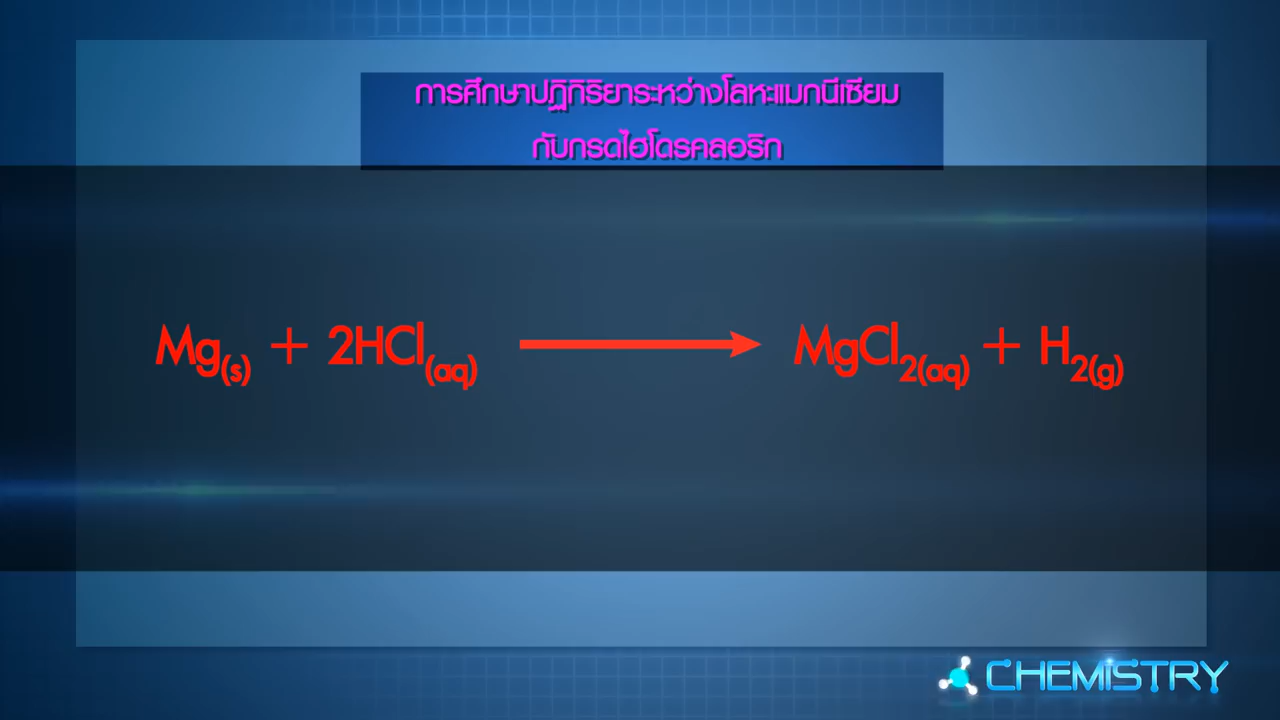 การศึกษาปฏิกิริยาระหว่างโลหะแมกนีเซียม
กับกรดไฮโดรคลอริก
Mg(s) + 2HCl(aq) → MgCl2(aq) + H2(g)
CHEMISTRY